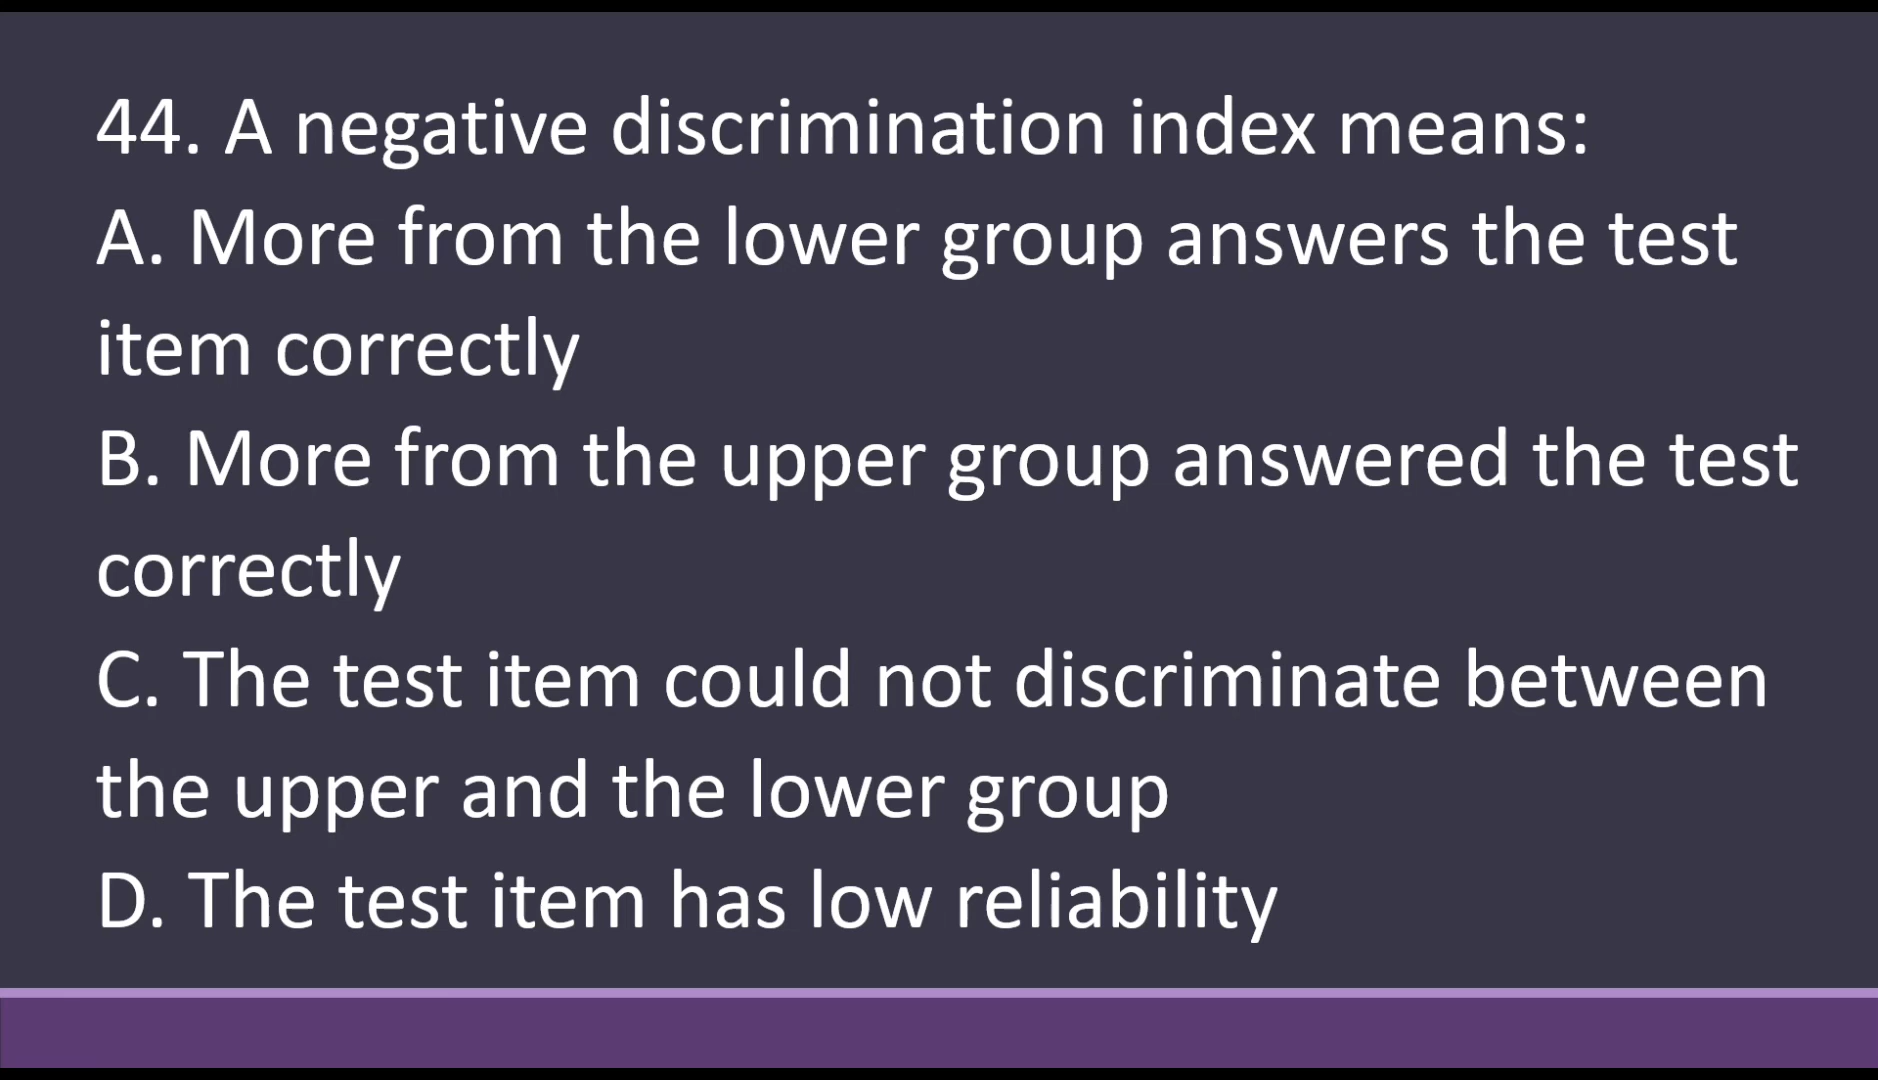 44. A negative discrimination index means:
A. More from the lower group answers the test
item correctly
B. More from the upper group answered the test
correctly
C. The test item could not discriminate between
the upper and the lower group
D. The test item has low reliability